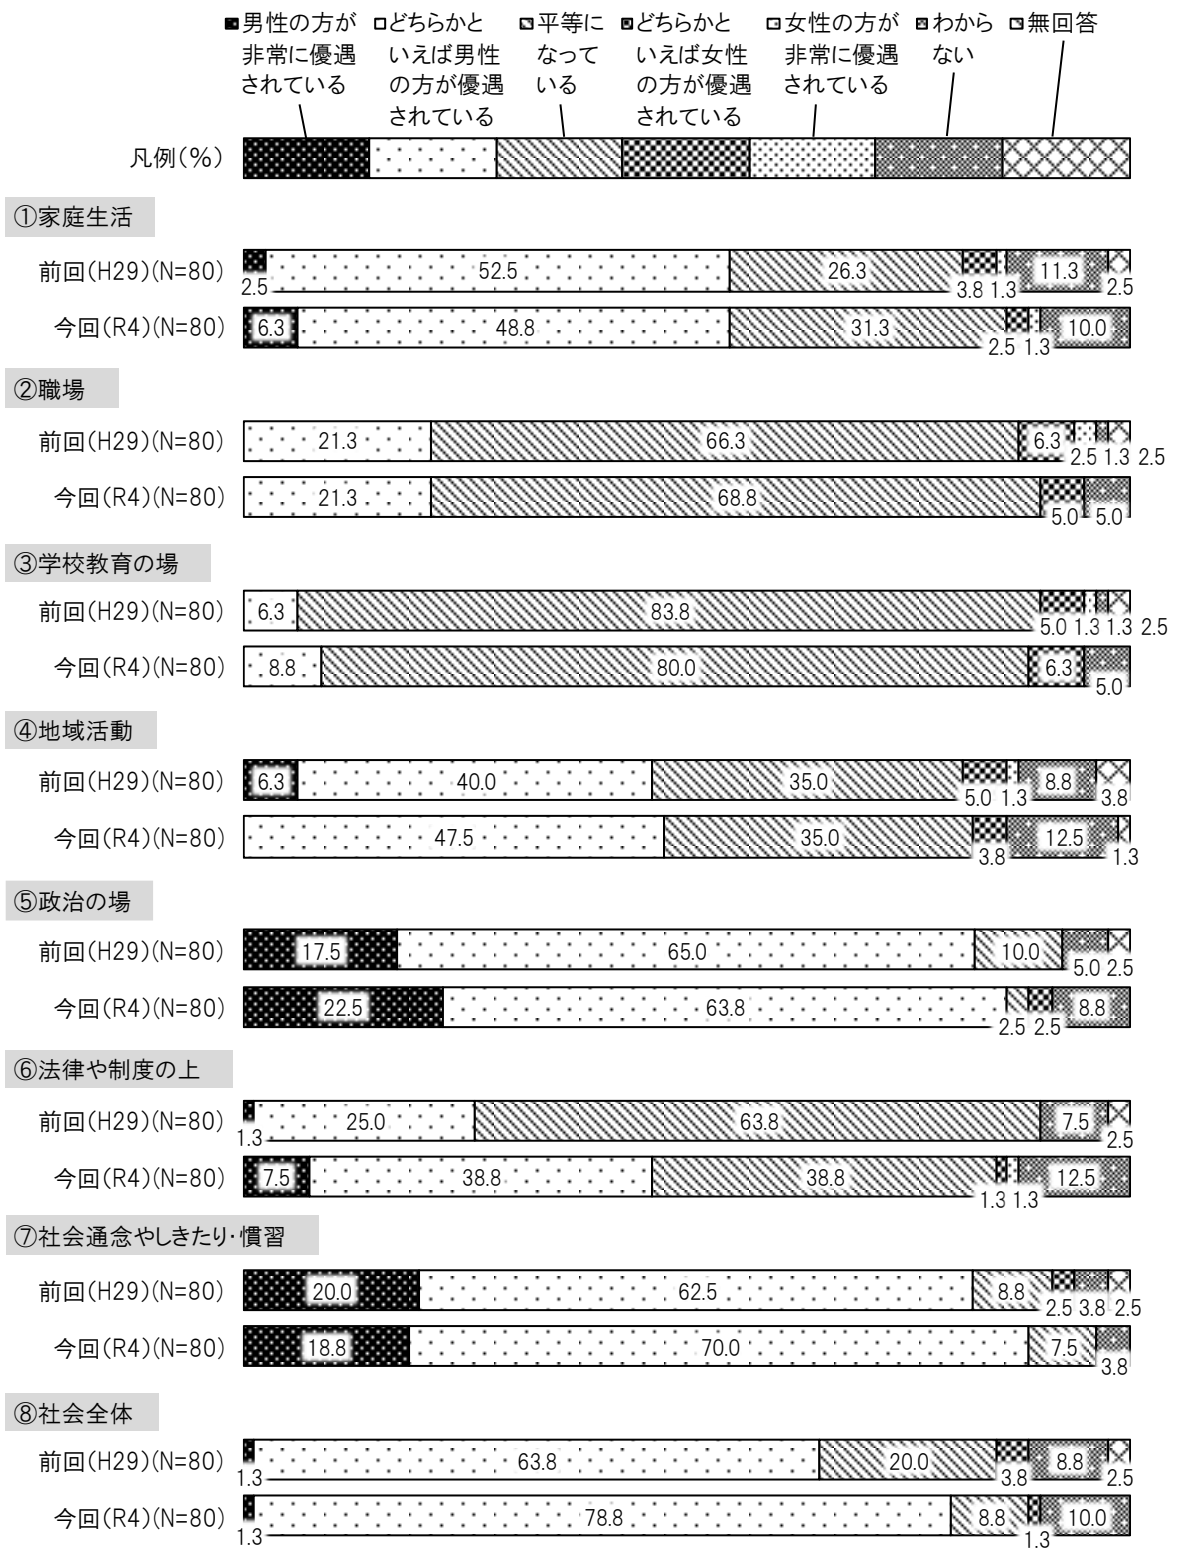 男性の方が非常に優遇されている
どちらかといえば男性の方が優遇されている
平等になっている
どちらかといえば女性の方が優遇されている
女性の方が非常に優遇されている
わからない
無回答
凡例(%)
①家庭生活
前回(H29)(N=80) 2.5 52.5 26.3 3.8 1.3 11.3 2.5
今回(R4)(N=80) 6.3 48.8 31.3 2.5 1.3 10.0
②職場
前回(H29)(N=80) 21.3 66.3 6.3 2.5 1.3 2.5
今回(R4)(N=80) 21.3 68.8 5.0 5.0
③学校教育の場
前回(H29)(N=80) 6.3 83.8 5.0 1.3 1.3 2.5
今回(R4)(N=80) 8.8 80.0 6.3 5.0
④地域活動
前回(H29)(N=80) 6.3 40.0 35.0 5.0 1.3 8.8 3.8
今回(R4)(N=80) 47.5 35.0 3.8 12.5 1.3
⑤政治の場
前回(H29)(N=80) 17.5 65.0 10.0 5.0 2.5
今回(R4)(N=80) 22.5 63.8 2.5 2.5 8.8
⑥法律や制度の上
前回(H29)(N=80) 1.3 25.0 63.8 7.5 2.5
今回(R4)(N=80) 7.5 38.8 38.8 1.3 1.3 12.5
⑦社会通念やしきたり・慣習
前回(H29)(N=80) 20.0 62.5 8.8 2.5 3.8 2.5
今回(R4)(N=80) 18.8 70.0 7.5 3.8
⑧社会全体
前回(H29)(N=80) 1.3 63.8 20.0 3.8 8.8 2.5
今回(R4)(N=80) 1.3 78.8 8.8 1.3 10.0